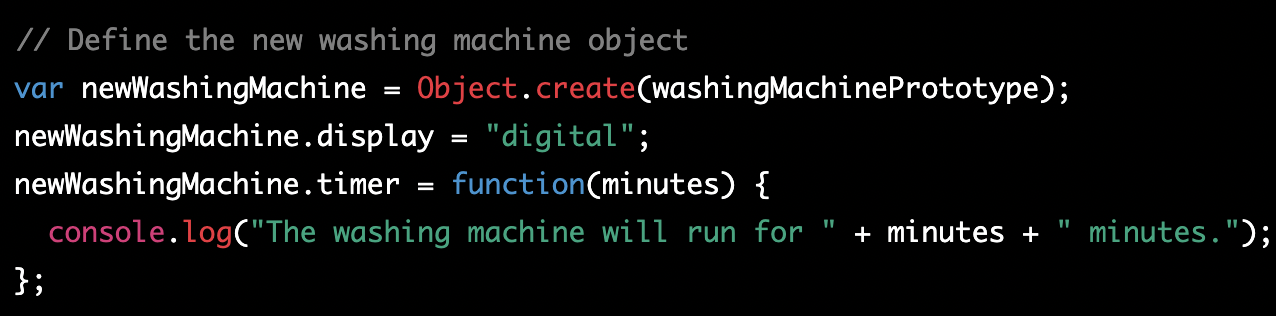 // Define the new washing machine object
var newWashingMachine = Object.create(washingMachinePrototype);
newWashingMachine.display = "digital";
newWashingMachine.timer = function(minutes) {
  console.log("The washing machine will run for " + minutes + " minutes.");
};